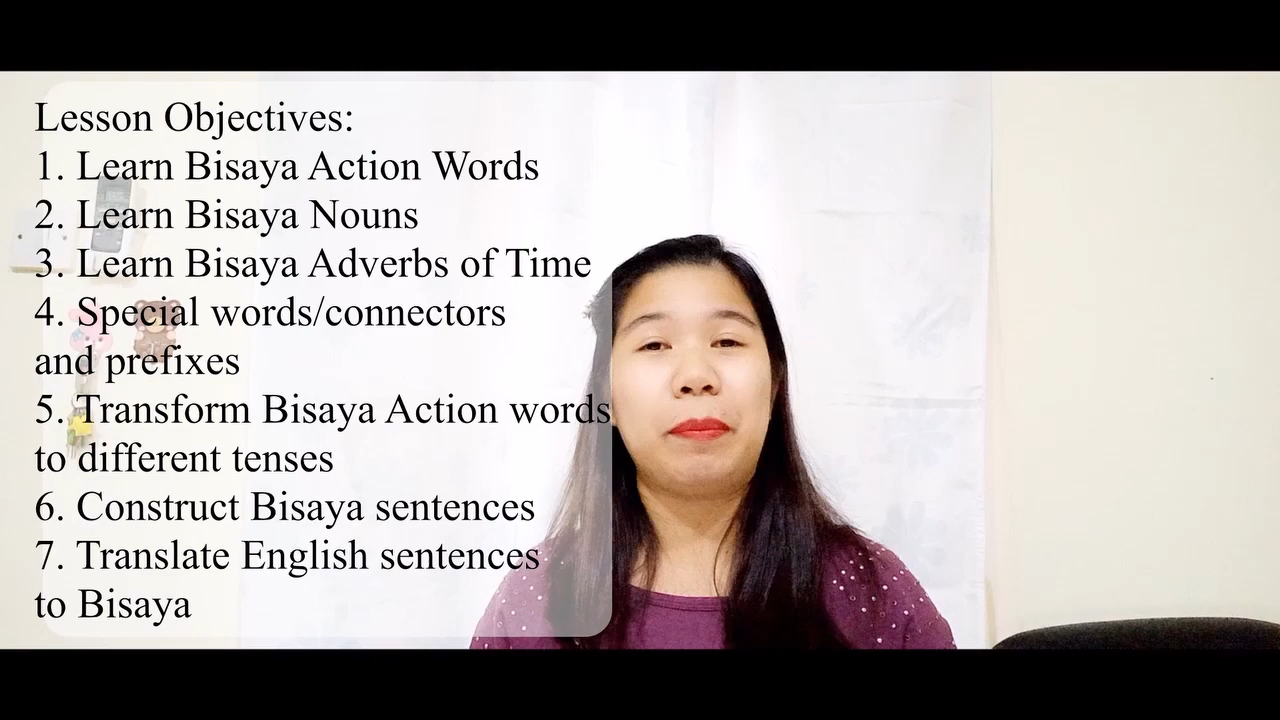 Lesson Objectives:
1. Learn Bisaya Action Words
2. Learn Bisaya Nouns
3. Learn Bisaya Adverbs of Time
4. Special words/connectors
and prefixes
5. Transform Bisaya Action words
to different tenses
6. Construct Bisaya sentences
7. Translate English sentences
to Bisaya